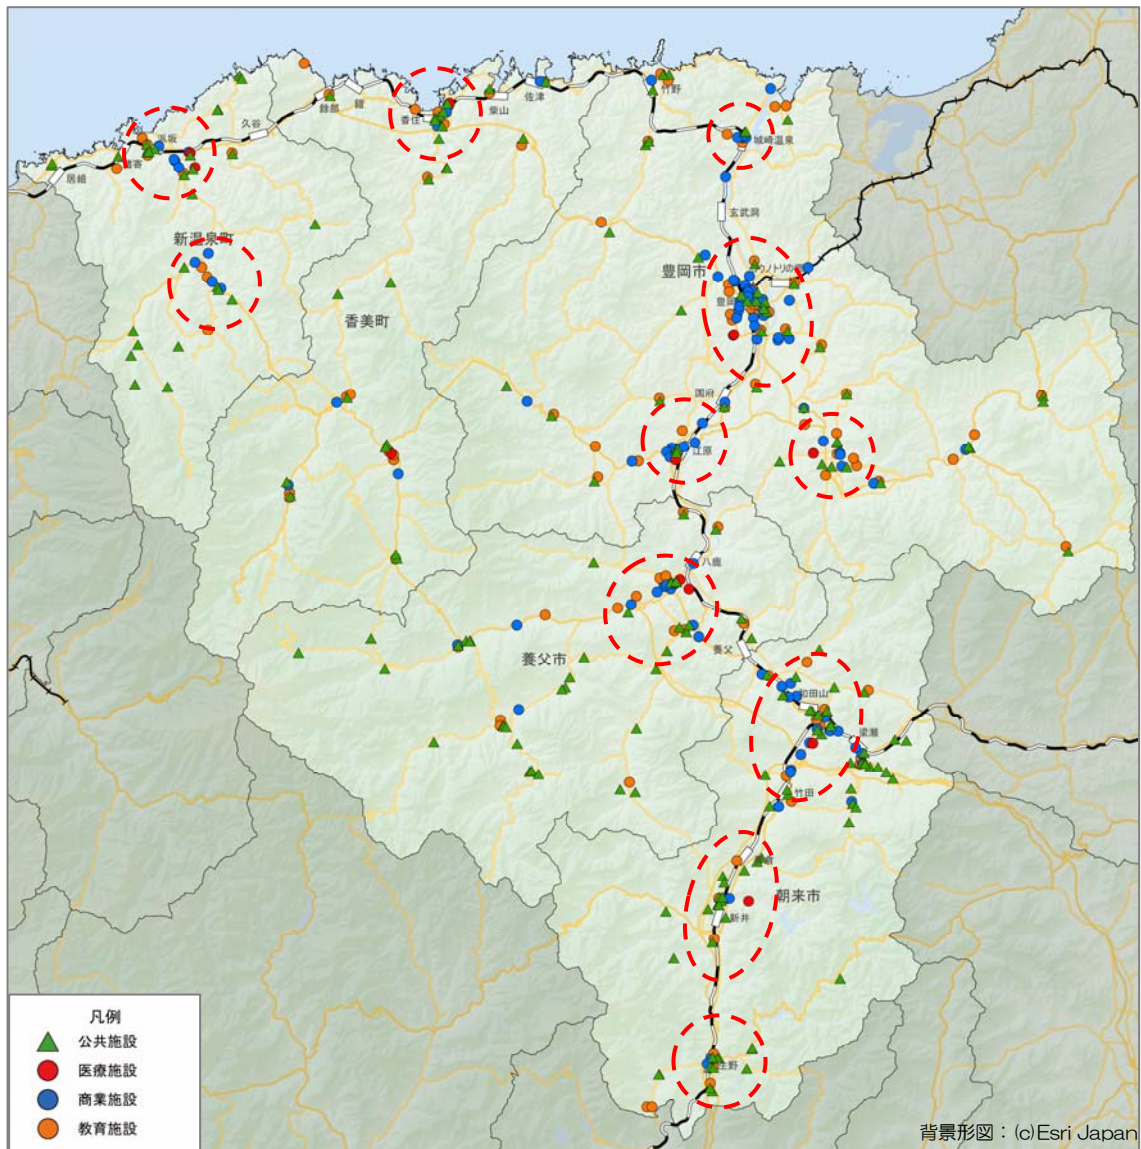 佐津
竹野
鎧
柴山
餘部
香住
久谷
浜坂
城崎温泉
諸寄
居組
玄武洞
新温泉町
豊岡市
コウノトリの郷
豊岡
香美町
国府
江原
八鹿
養父
養父市
和田山
梁瀬
竹田
朝来市
新井
生野
凡例
公共施設
医療施設
商業施設
教育施設
背景形図:(c)Esri Japan